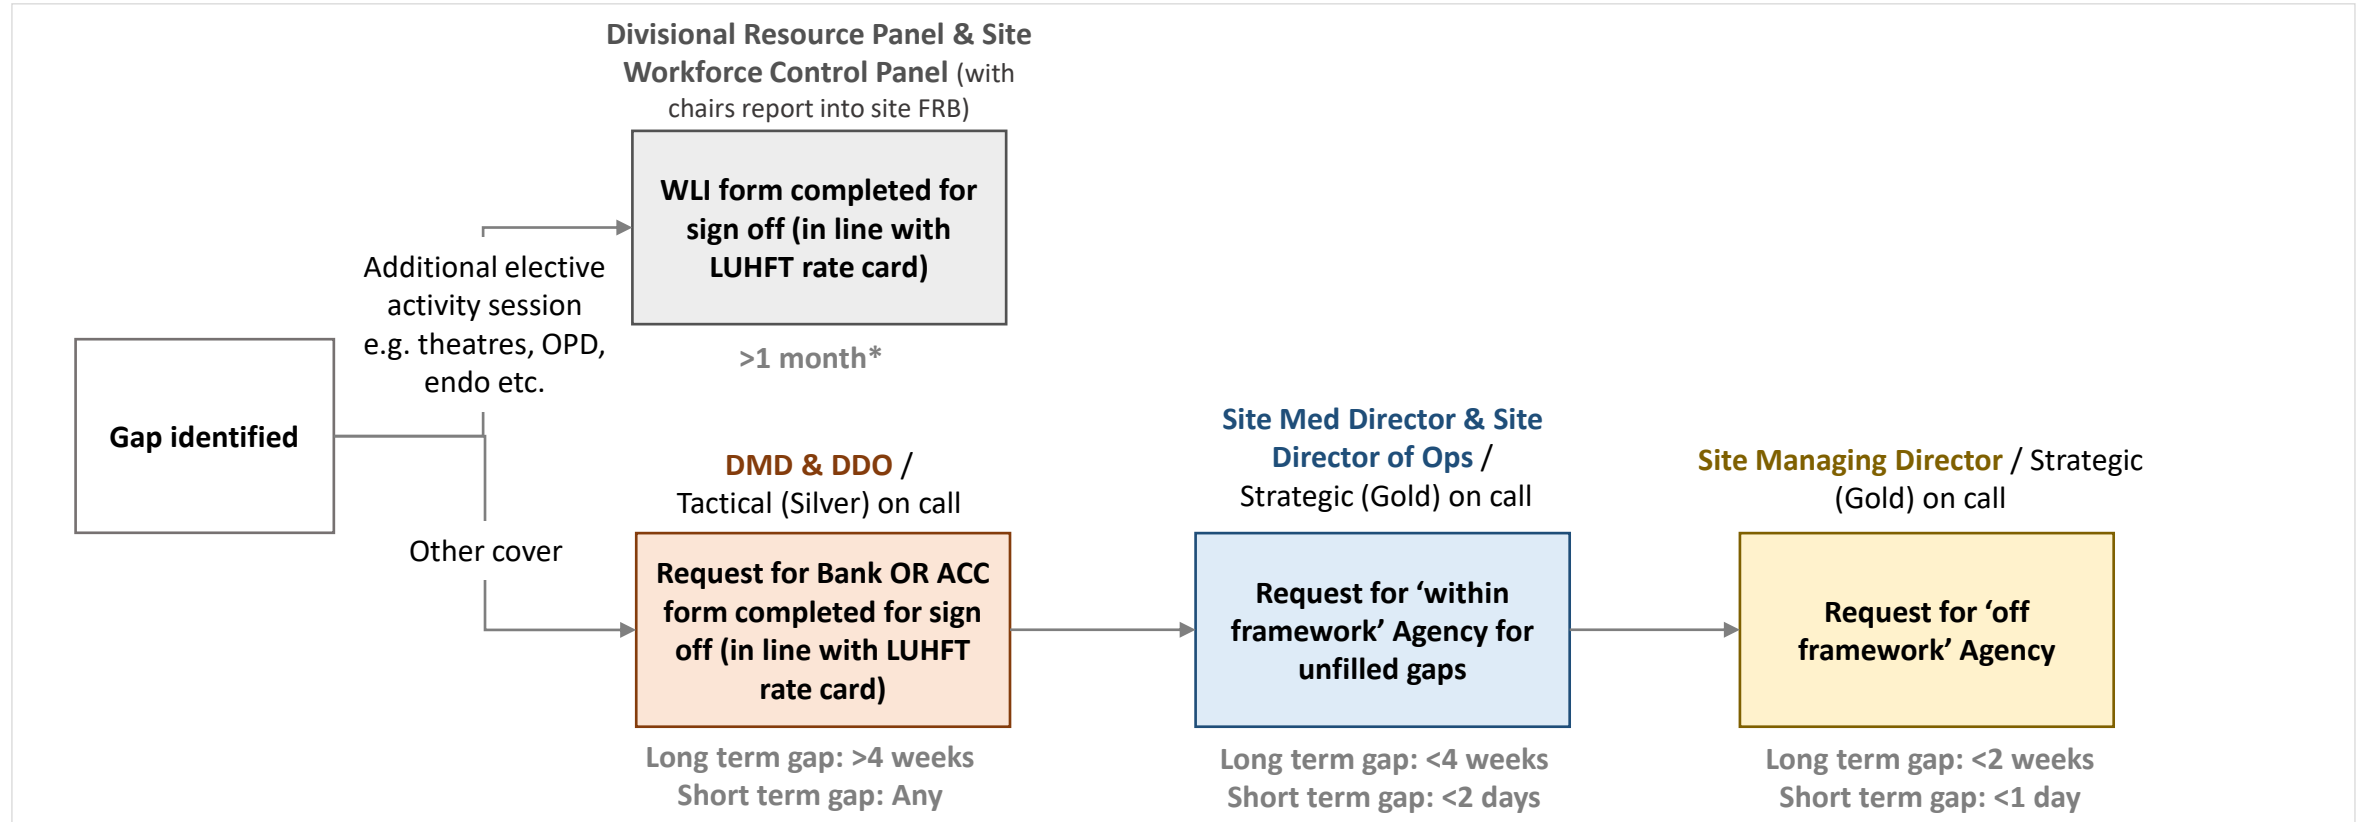 Divisional Resource Panel & Site
Workforce Control Panel (with
chairs report into site FRB)
WLI form completed for
sign off (in line with
LUHFT rate card)
>1 month*
Additional elective
activity session
e.g. theatres, OPD,
endo etc.
Gap identified
Other cover
DMD & DDO /
Tactical (Silver) on call
Request for Bank OR ACC
form completed for sign
off (in line with LUHFT
rate card)
Long term gap: >4 weeks
Short term gap: Any
Site Med Director & Site
Director of Ops /
Strategic (Gold) on call
Request for ‘within
framework’ Agency for
unfilled gaps
Long term gap: <4 weeks
Short term gap: <2 days
Site Managing Director / Strategic
(Gold) on call
Request for ‘off
framework’ Agency
Long term gap: <2 weeks
Short term gap: <1 day